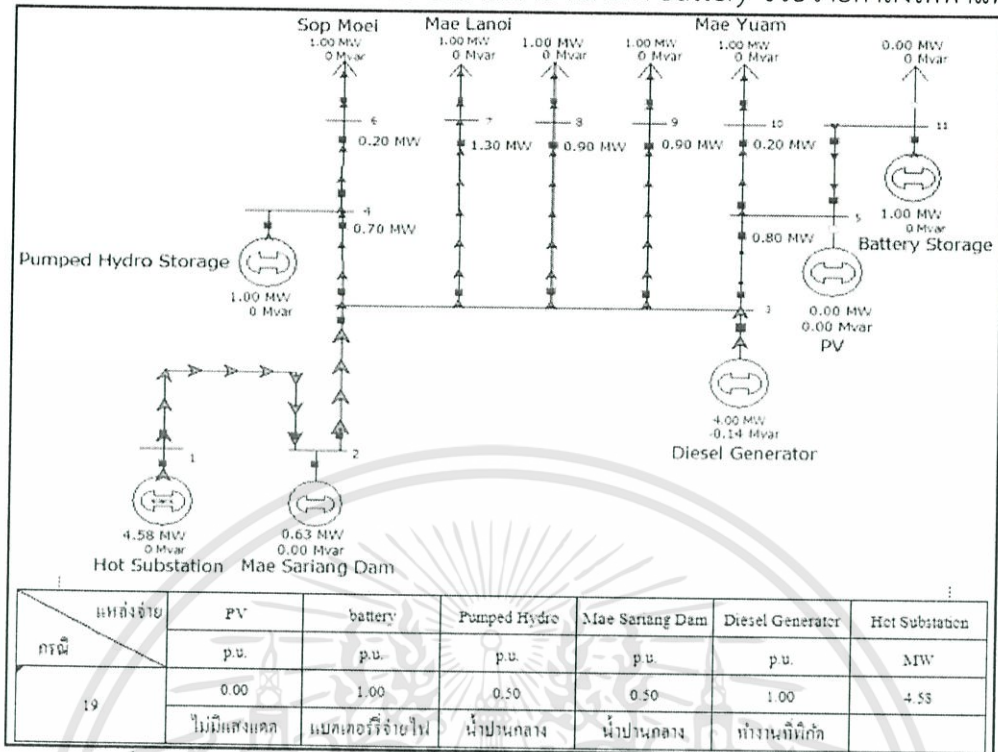 Sop Moei Mae Lanoi Mae Yuam
1.00 MW 1.00 MW 1.00 MW 1.00 MW 1.00 MW 0.00 MW
0 Mvar 0 Mvar 0 Mvar 0 Mvar 0 Mvar 0 Mvar
6 7 8 9 10 11
0.20 MW 1.30 MW 0.90 MW 0.90 MW 0.20 MW
4 5
0.70 MW 0.80 MW
1.00 MW
0 Mvar
Battery Storage
Pumped Hydro Storage
1.00 MW
0 Mvar
0.00 MW
0.00 Mvar
PV
3
4.00 MW
-0.14 Mvar
Diesel Generator
1 2
4.58 MW 0.63 MW
0 Mvar 0.00 Mvar
Hot Substation Mae Sariang Dam
แหล่งจ่าย PV battery Pumped Hydro Mae Sariang Dam Diesel Generator Hot Substation
กรณี p.u. p.u. p.u. p.u. p.u. MW
19 0.00 1.00 0.50 0.50 1.00 4.58
ไม่มีแสงแดด แบตเตอร์รี่จ่ายไฟ น้ำปานกลาง น้ำปานกลาง ทำงานที่พิกัด